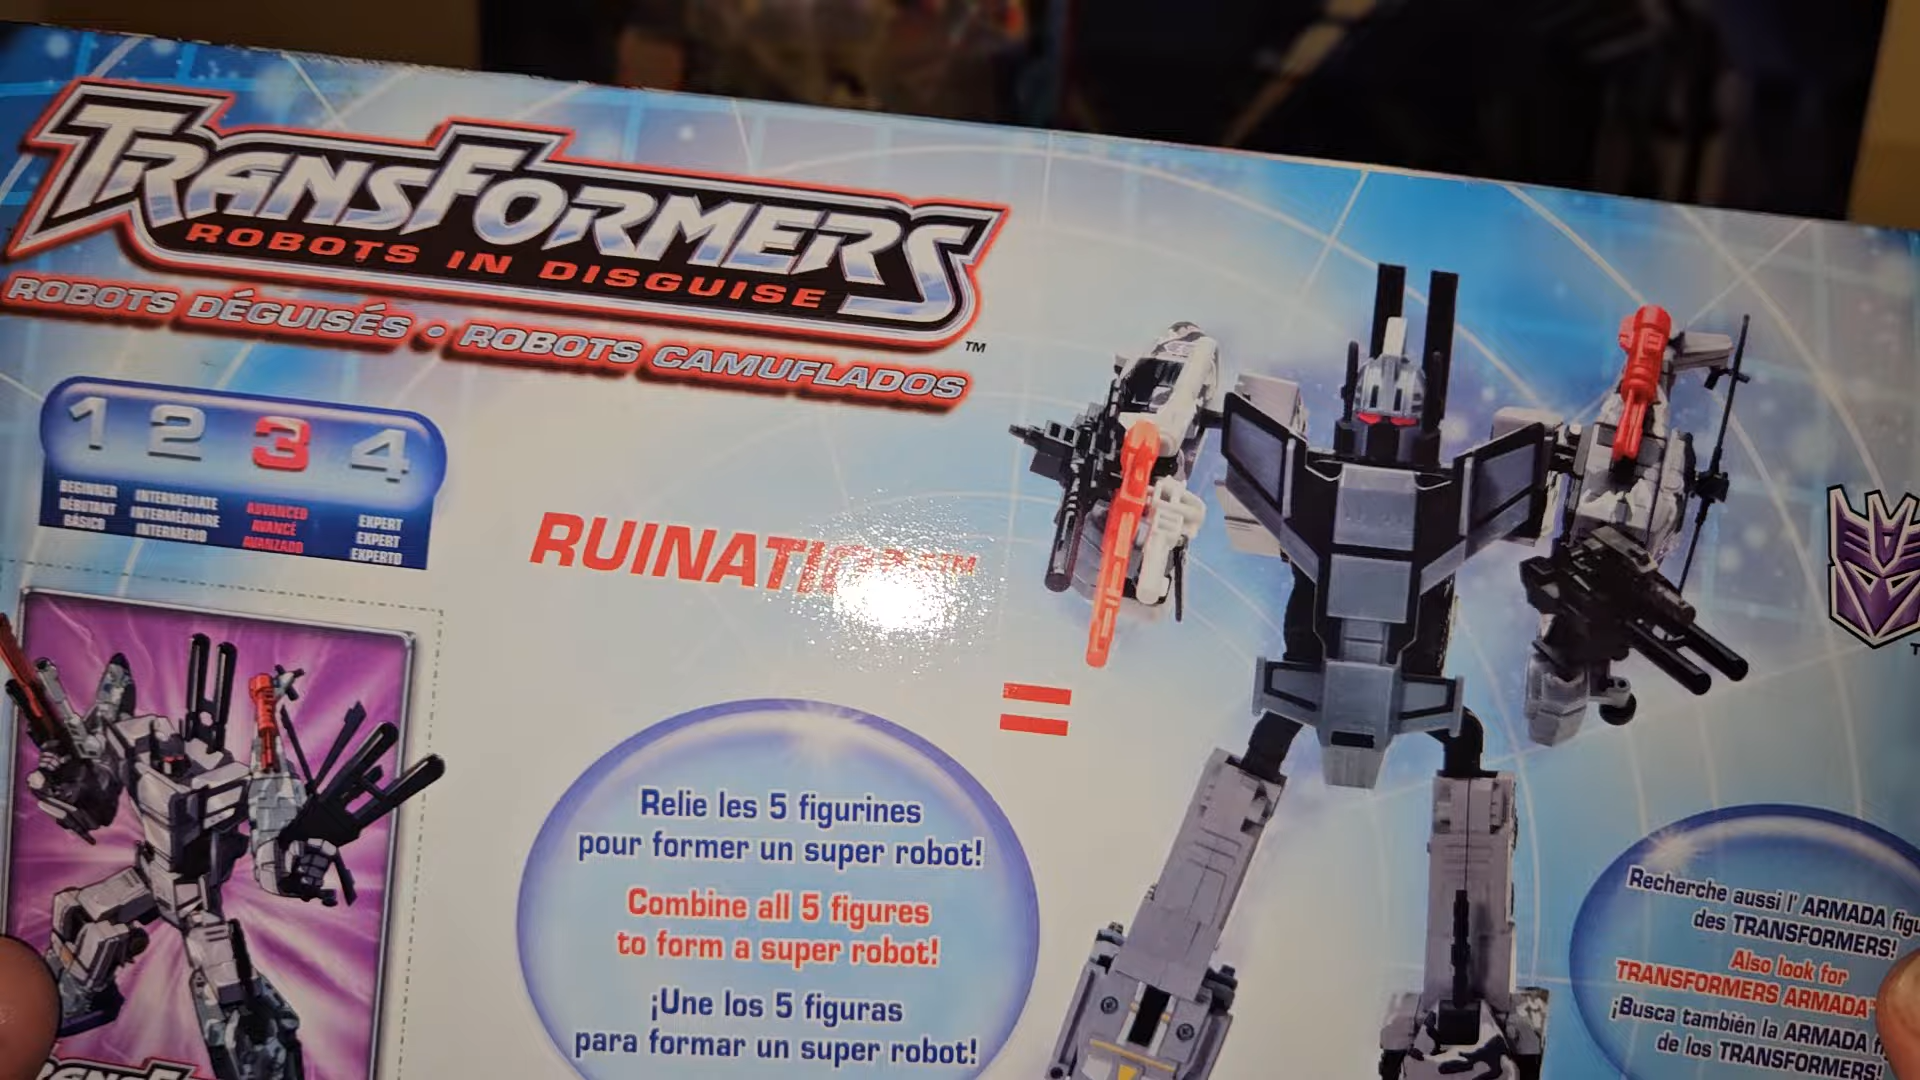 TRANSFORMERS
ROBOTS IN DISGUISE
ROBOTS DÉGUISÉS • ROBOTS CAMUFLADOS
TM
1 2 3 4
BEGINNER
DÉBUTANT
BÁSICO
INTERMEDIATE
INTERMÉDIAIRE
INTERMEDIO
ADVANCED
AVANCÉ
AVANZADO
EXPERT
EXPERT
EXPERTO
=
Relie les 5 figurines
pour former un super robot!
Combine all 5 figures
to form a super robot!
¡Une los 5 figuras
para formar un super robot!
Recherche aussi l' ARMADA
des TRANSFORMERS!
Also look for
TRANSFORMERS ARMADA
¡Busca también la ARMADA
de los TRANSFORMERS!